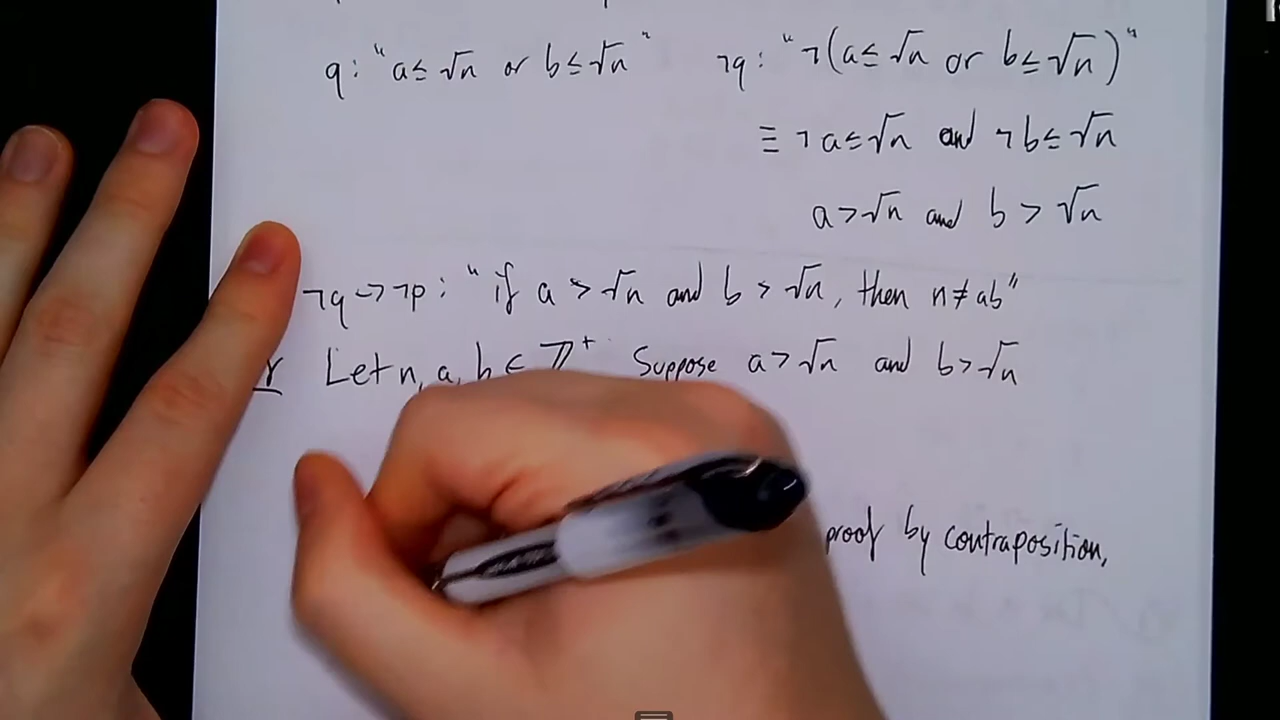 q: "a ≤ √n or b ≤ √n" ¬q: "¬(a ≤ √n or b ≤ √n)"
≡ ¬ a ≤ √n and ¬ b ≤ √n
a > √n and b > √n
¬q -> ¬p: "if a > √n and b > √n, then n ≠ ab"
Let n, a, b ∈ ℤ⁺. Suppose a > √n and b > √n
proof by contraposition,